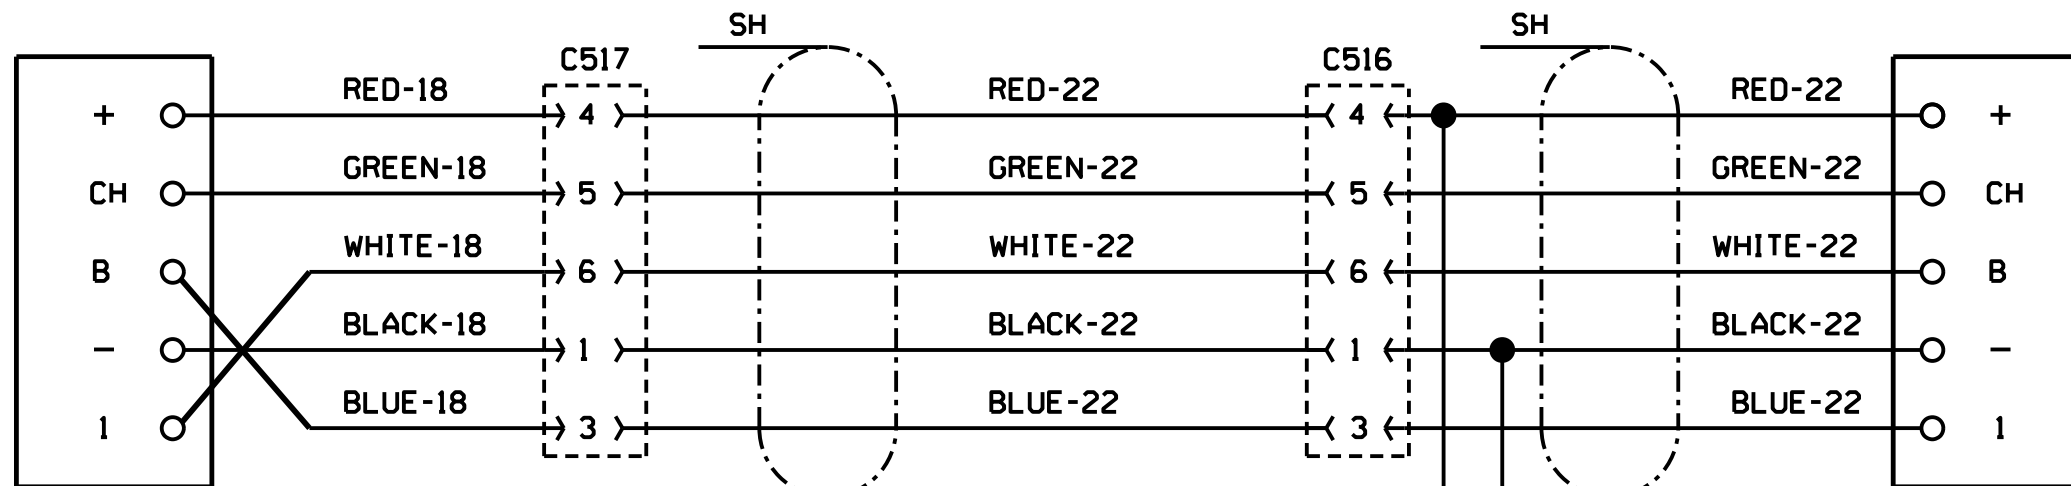 SH SH
C517 C516
RED-18 RED-22 RED-22
+ 4 4 +
GREEN-18 GREEN-22 GREEN-22
CH 5 5 CH
WHITE-18 WHITE-22 WHITE-22
B 6 6 B
BLACK-18 BLACK-22 BLACK-22
- 1 1 -
BLUE-18 BLUE-22 BLUE-22
1 3 3 1